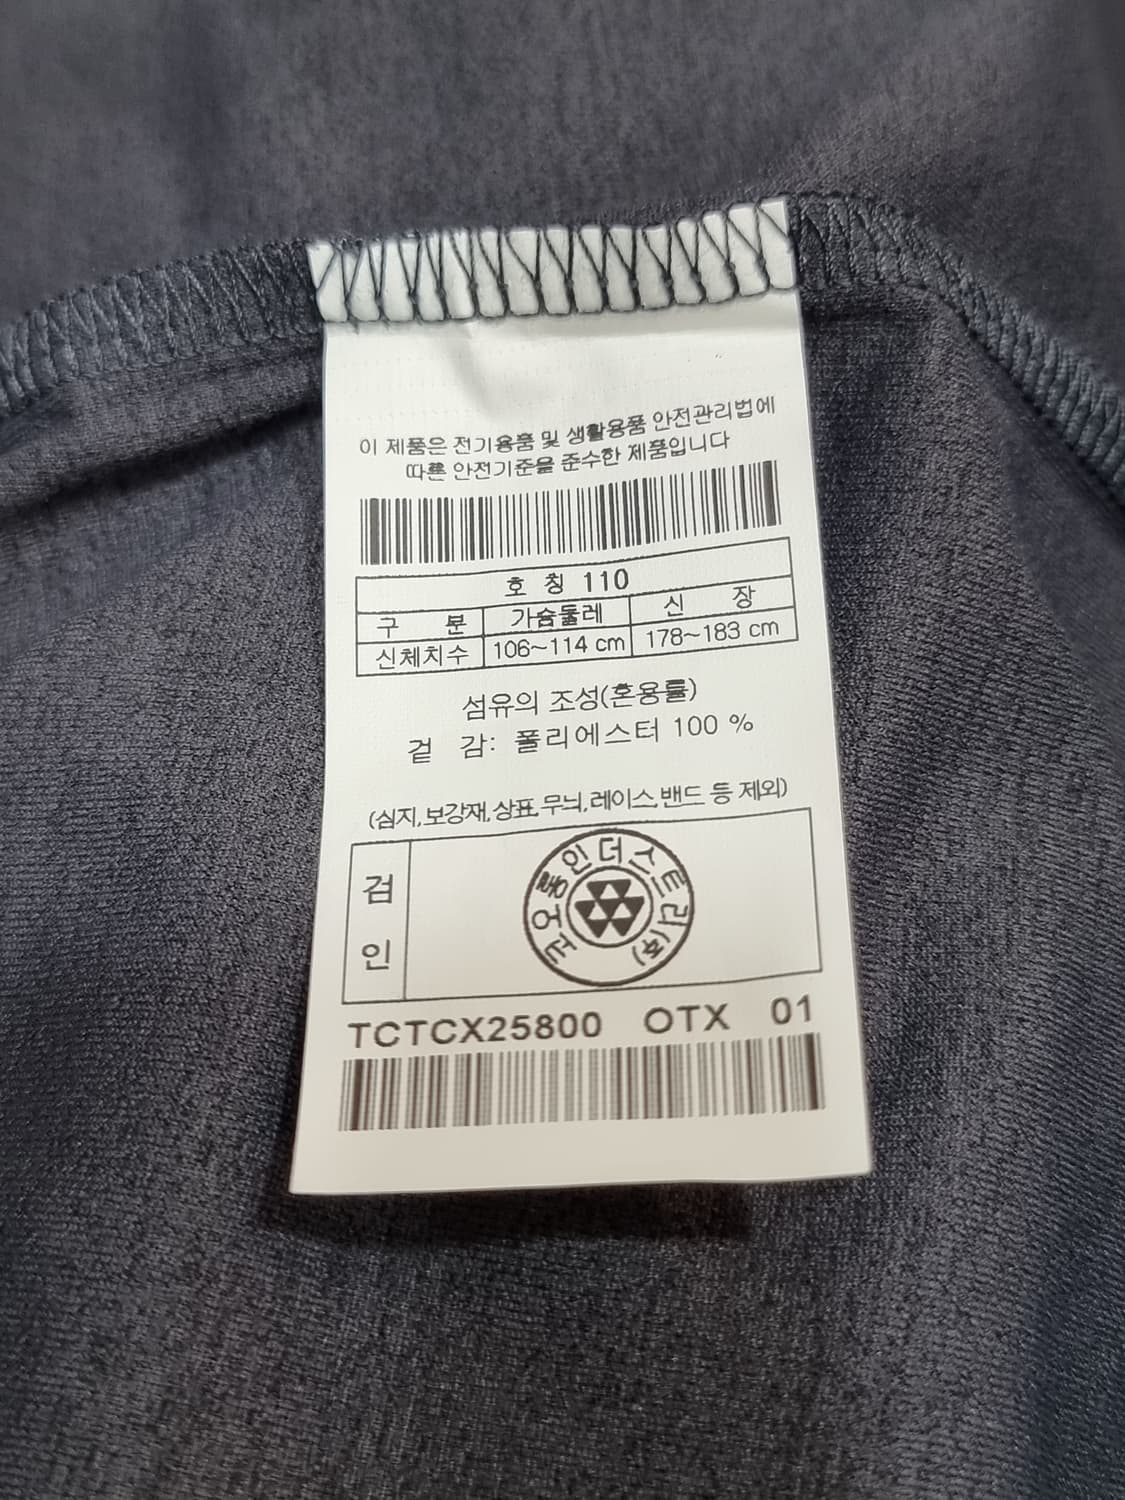 이 제품은 전기용품 및 생활용품 안전관리법에
따른 안전기준을 준수한 제품입니다
호 칭 110
구 분 가슴둘레 신 장
신체치수 106~114 cm 178~183 cm
섬유의 조성(혼용률)
겉 감: 폴리에스터 100 %
(심지,보강재,상표,무늬,레이스,밴드 등 제외)
검인
코오롱인더스트리(주)
TCTCX25800 OTX 01